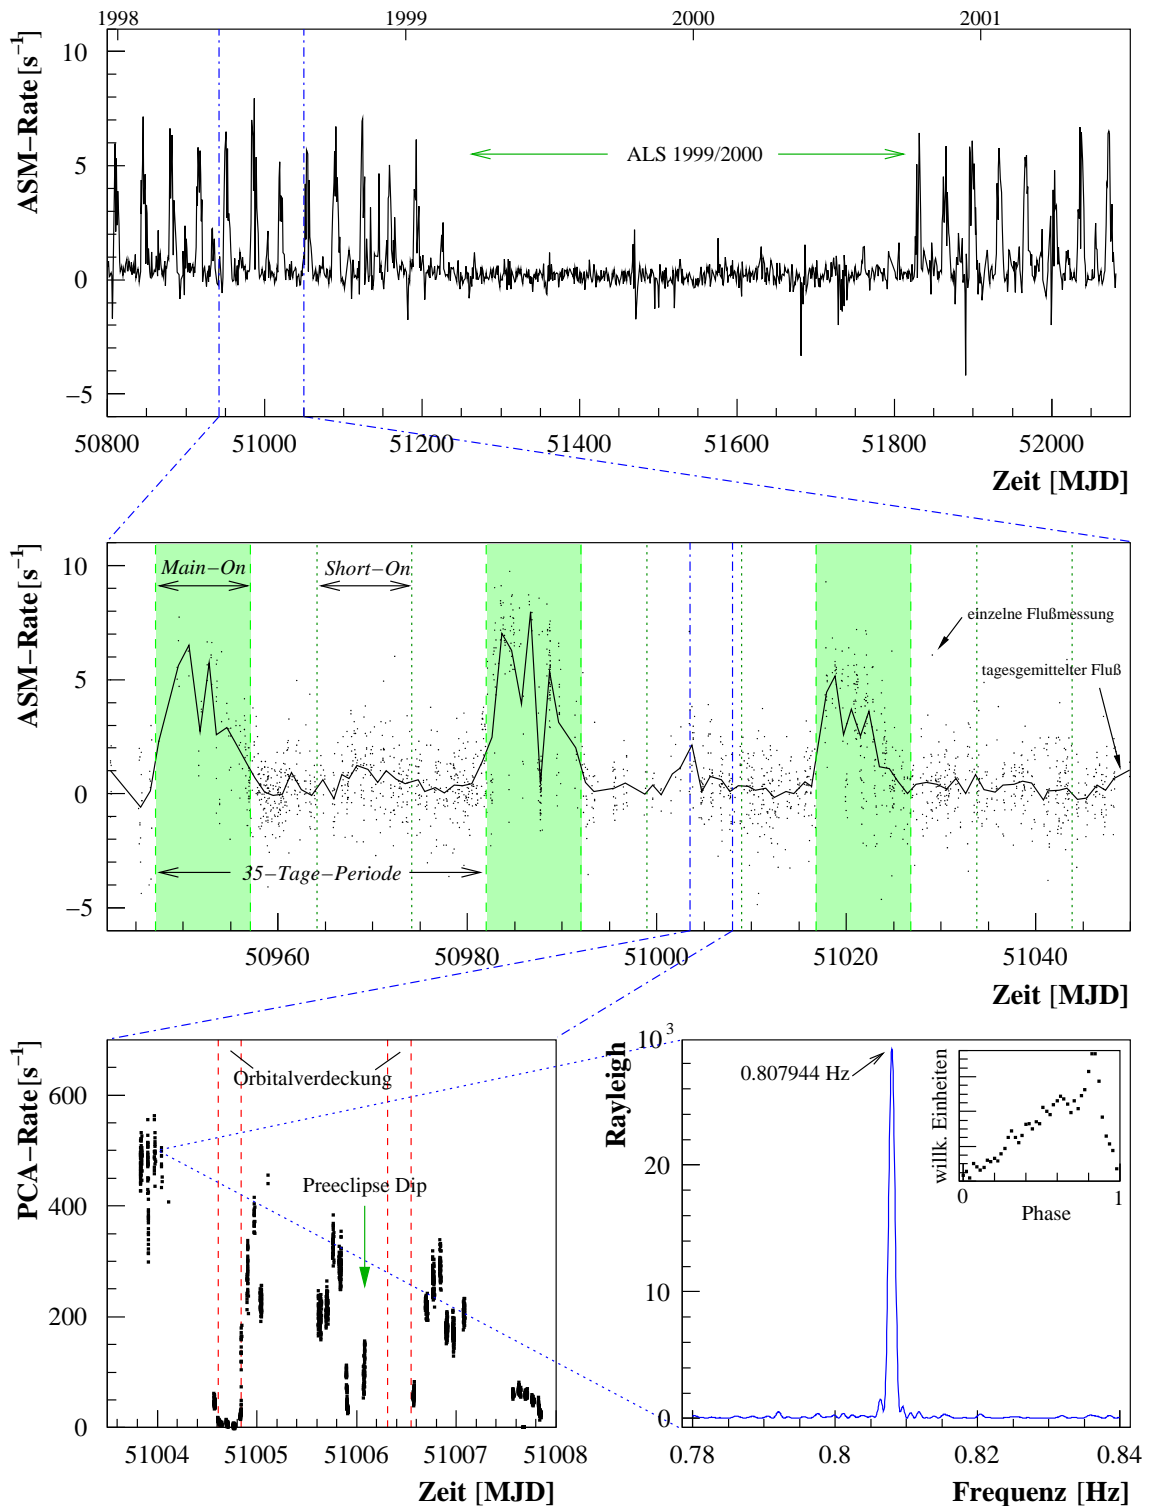 1998 1999 2000 2001
ASM−Rate[s−1]
10
5
0
−5
ALS 1999/2000
50800 51000 51200 51400 51600 51800 52000
Zeit [MJD]
ASM−Rate[s−1]
10
5
0
−5
Main−On Short−On
einzelne Flußmessung
tagesgemittelter Fluß
35−Tage−Periode
50960 50980 51000 51020 51040
Zeit [MJD]
PCA−Rate[s−1]
600
400
200
0
Orbitalverdeckung
Preeclipse Dip
51004 51005 51006 51007 51008
Zeit [MJD]
Rayleigh
10³
30
20
10
0
0.807944 Hz
willk. Einheiten
0 1
Phase
0.78 0.8 0.82 0.84
Frequenz [Hz]